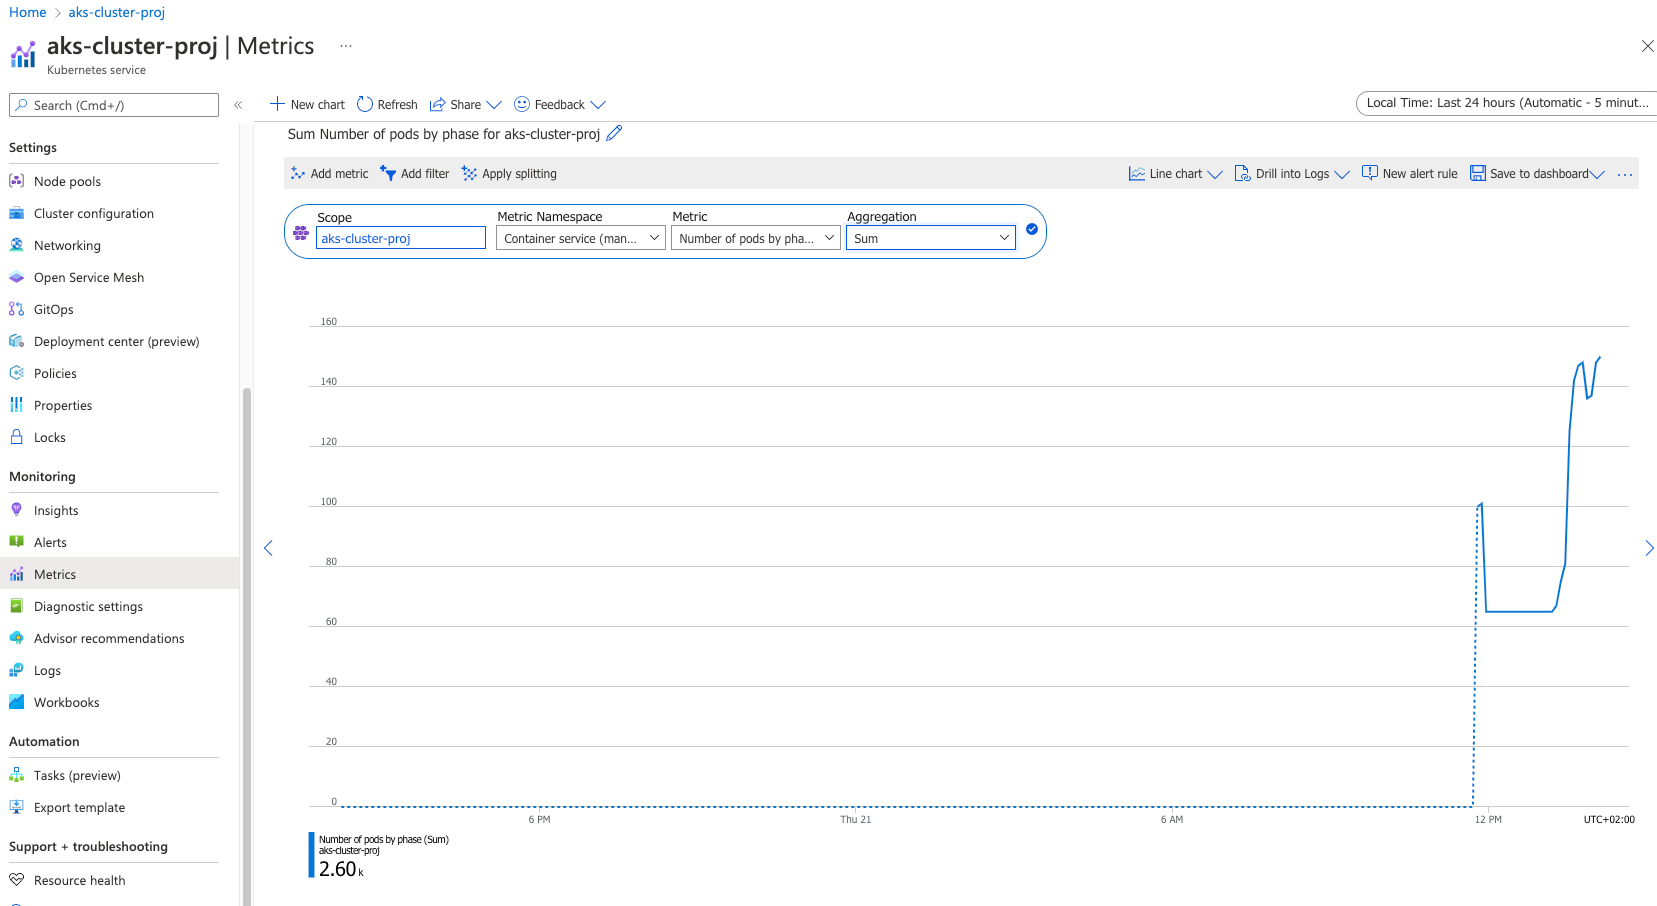 Home > aks-cluster-proj
aks-cluster-proj | Metrics ...
Kubernetes service
Search (Cmd+/)
«
New chart
Refresh
Share
Feedback
Local Time: Last 24 hours (Automatic - 5 minut...
Sum Number of pods by phase for aks-cluster-proj
Add metric
Add filter
Apply splitting
Line chart
Drill into Logs
New alert rule
Save to dashboard
...
Scope
aks-cluster-proj
Metric Namespace
Container service (man...
Metric
Number of pods by pha...
Aggregation
Sum
Settings
Node pools
Cluster configuration
Networking
Open Service Mesh
GitOps
Deployment center (preview)
Policies
Properties
Locks
Monitoring
Insights
Alerts
Metrics
Diagnostic settings
Advisor recommendations
Logs
Workbooks
Automation
Tasks (preview)
Export template
Support + troubleshooting
Resource health
160
140
120
100
80
60
40
20
0
6 PM
Thu 21
6 AM
12 PM
UTC+02:00
Number of pods by phase (Sum)
aks-cluster-proj
2.60 k